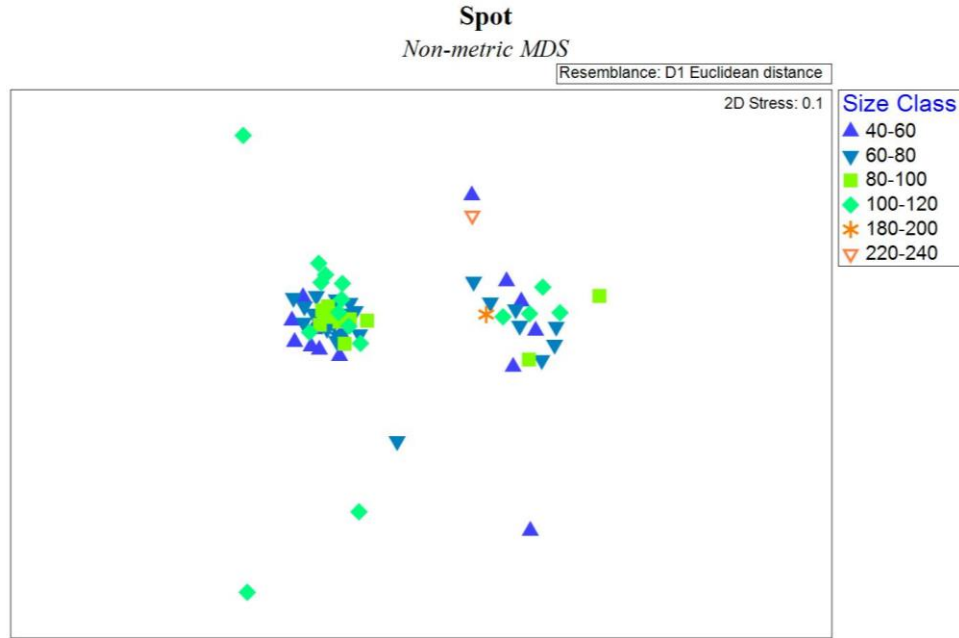 Spot
Non-metric MDS
Resemblance: D1 Euclidean distance
2D Stress: 0.1
Size Class
40-60
60-80
80-100
100-120
180-200
220-240